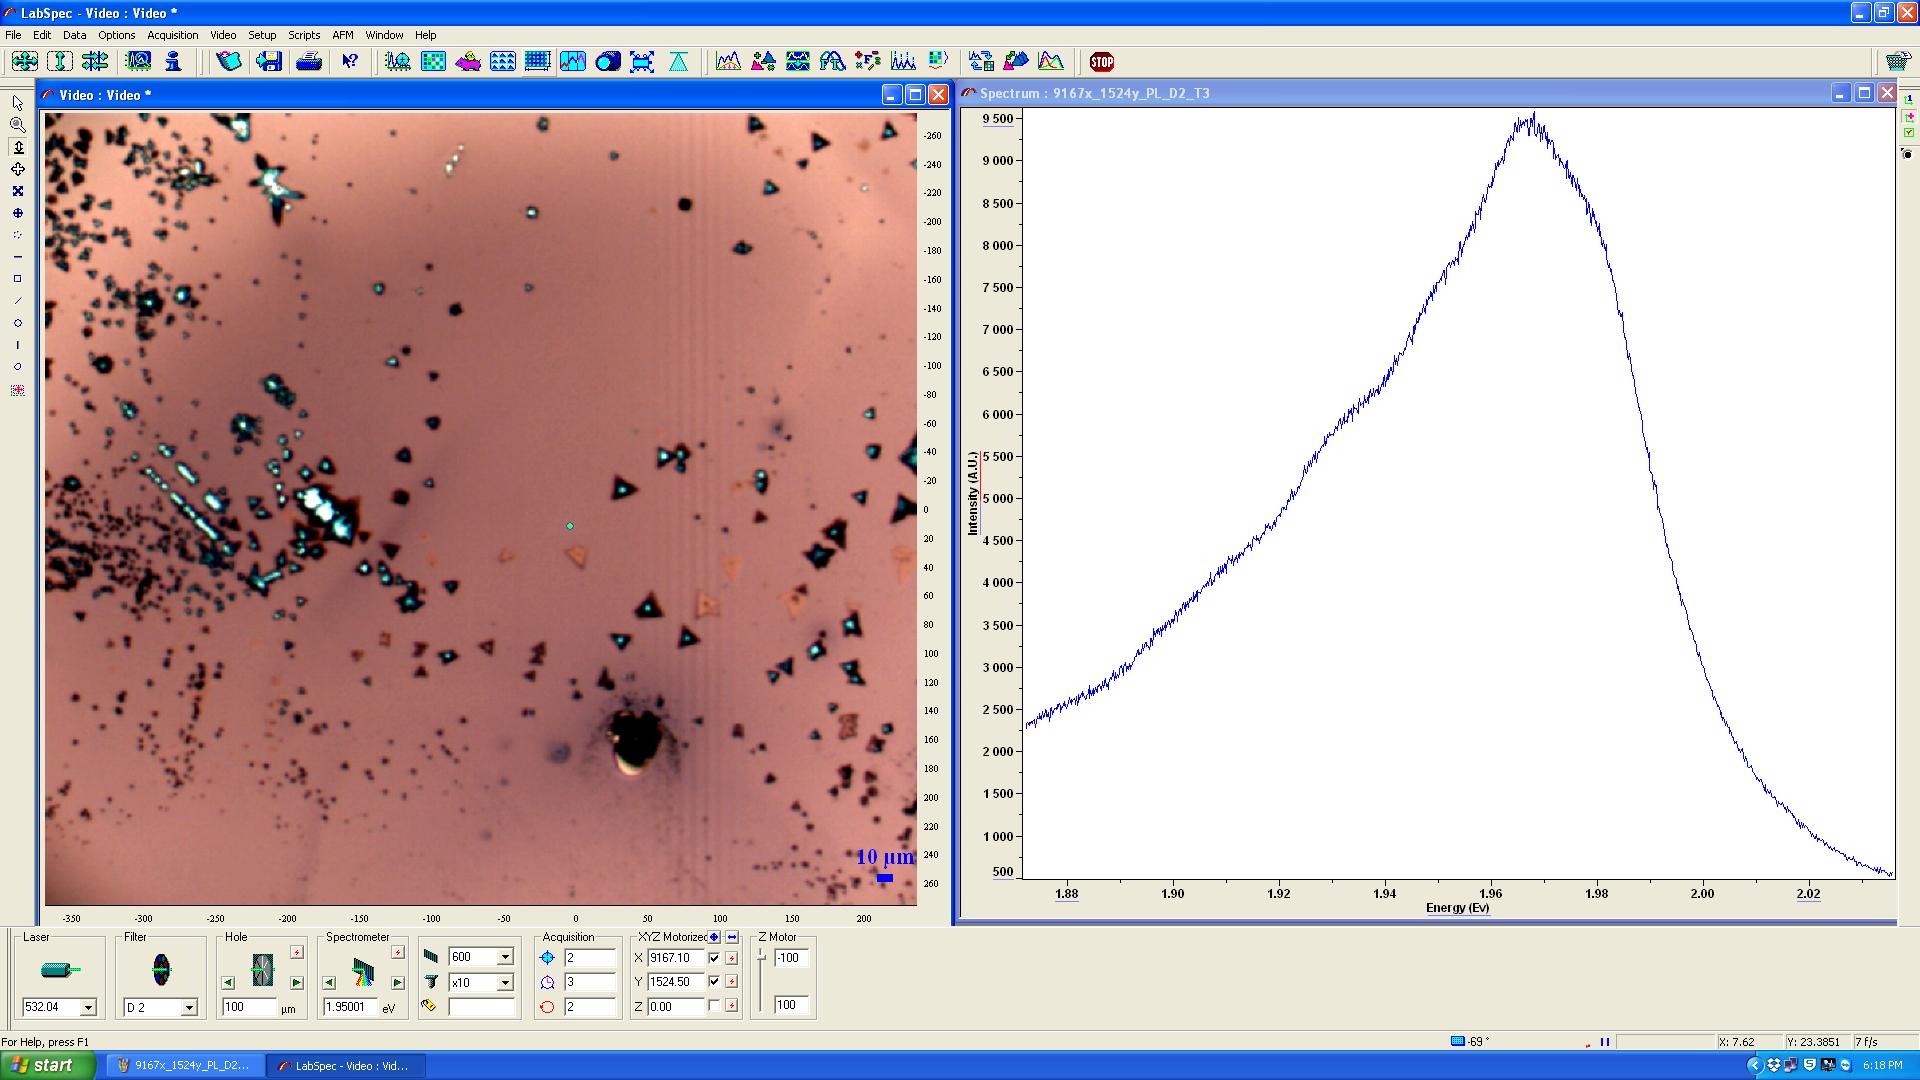 LabSpec - Video : Video *
File Edit Data Options Acquisition Video Setup Scripts AFM Window Help
STOP
Video : Video *
-260
-240
-220
-200
-180
-160
-140
-120
-100
-80
-60
-40
-20
0
20
40
60
80
100
120
140
160
180
200
220
240
260
10 µm
-350 -300 -250 -200 -150 -100 -50 0 50 100 150 200
Spectrum : 9167x_1524y_PL_D2_T3
9 500
9 000
8 500
8 000
7 500
7 000
6 500
6 000
5 500
5 000
4 500
4 000
3 500
3 000
2 500
2 000
1 500
1 000
500
Intensity (A.U.)
1.88 1.90 1.92 1.94 1.96 1.98 2.00 2.02
Energy (Ev)
Laser
532.04
Filter
D 2
Hole
100 µm
Spectrometer
1.95001 eV
600
x10
Acquisition
2
3
2
XYZ Motorized
X 9167.10
Y 1524.50
Z 0.00
Z Motor
-100
100
For Help, press F1
-69 °
X: 7.62
Y: 23.3851
7 f/s
start
9167x_1524y_PL_D2...
LabSpec - Video : Vid...
6:18 PM